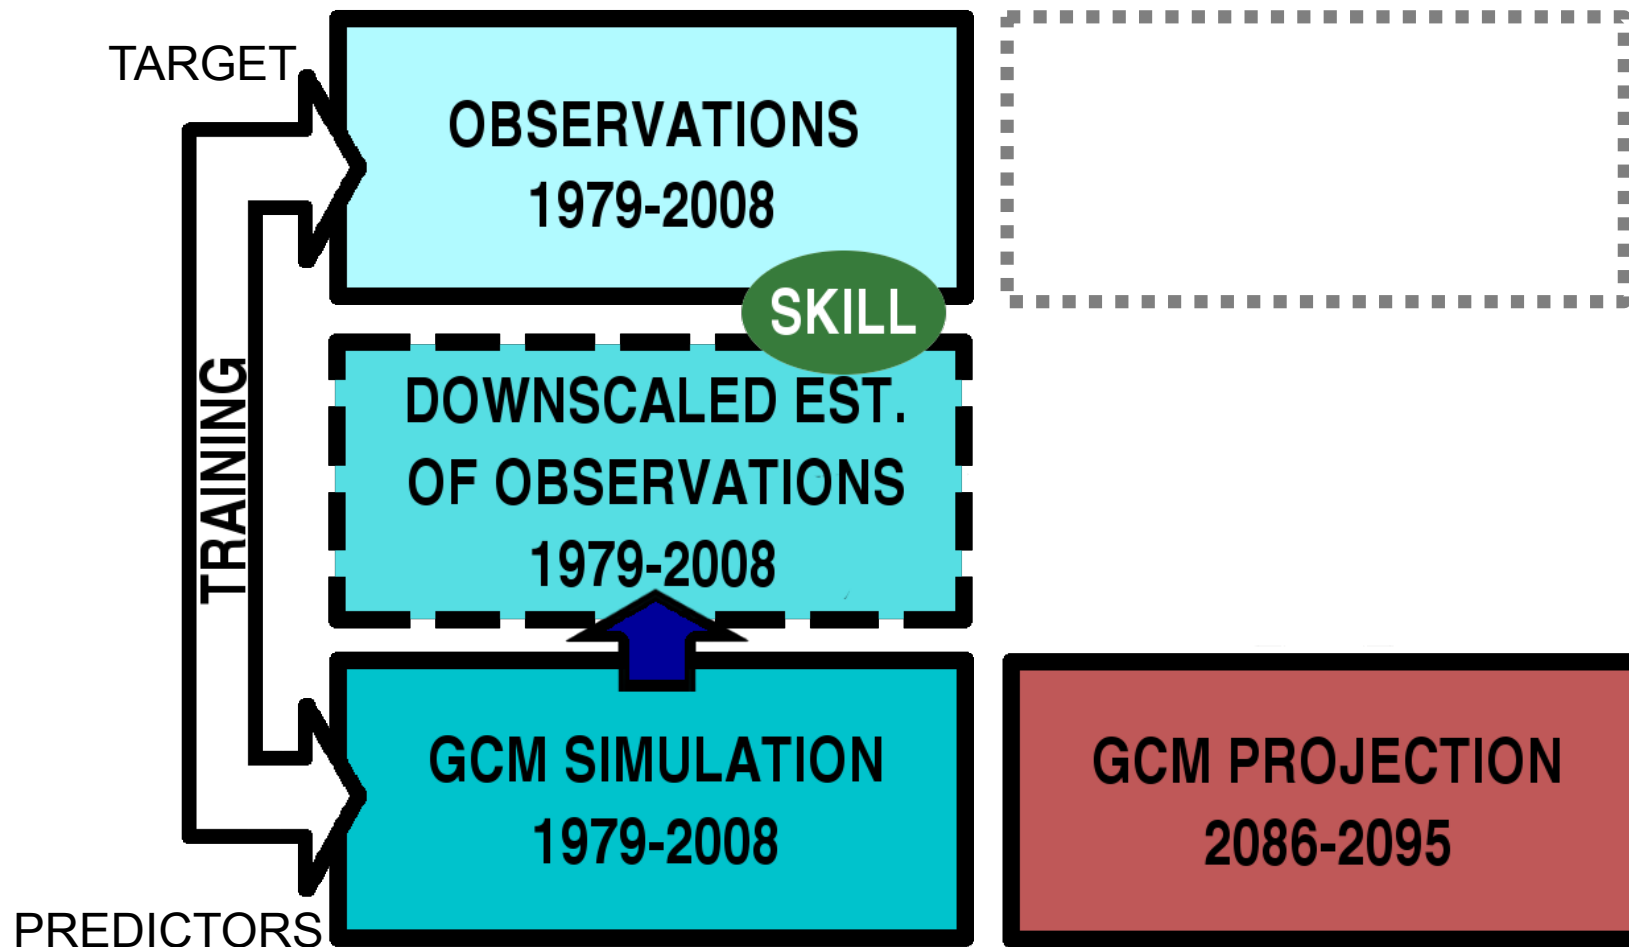 TARGET
OBSERVATIONS
1979-2008
SKILL
TRAINING
DOWNSCALED EST.
OF OBSERVATIONS
1979-2008
GCM SIMULATION
1979-2008
GCM PROJECTION
2086-2095
PREDICTORS